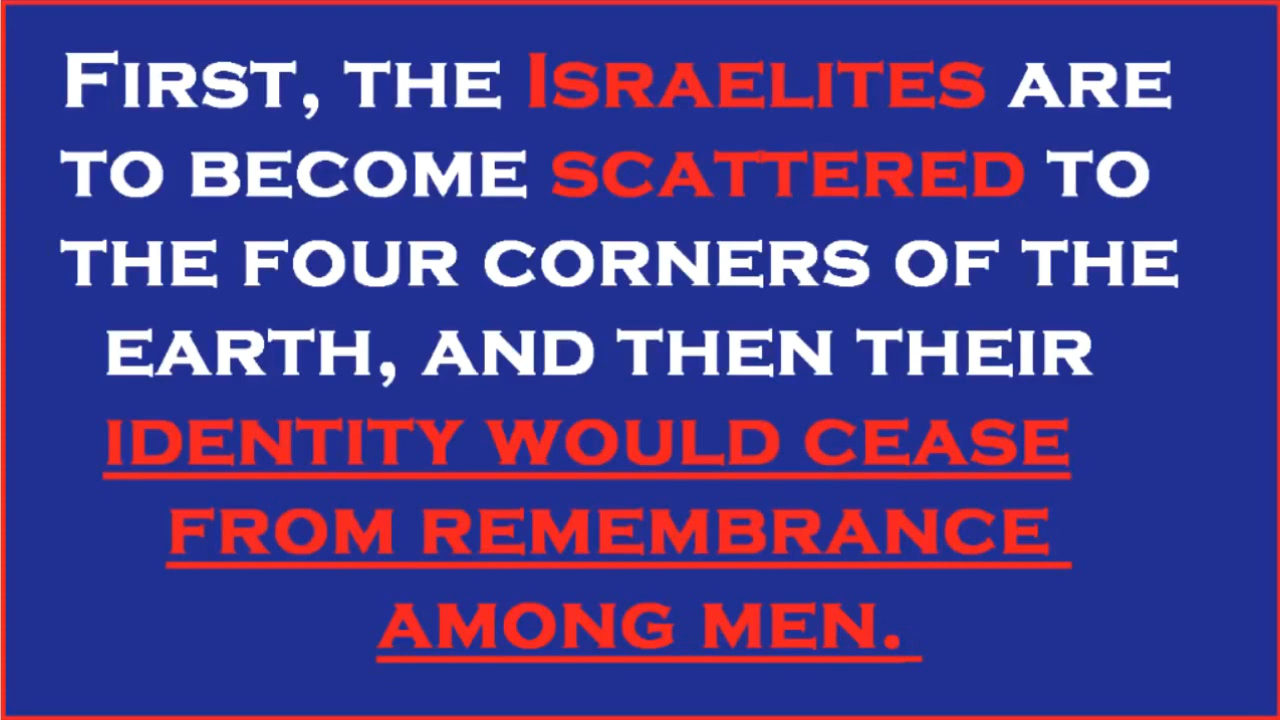 First, the Israelites are
to become scattered to
the four corners of the
earth, and then their
identity would cease
from remembrance
among men.